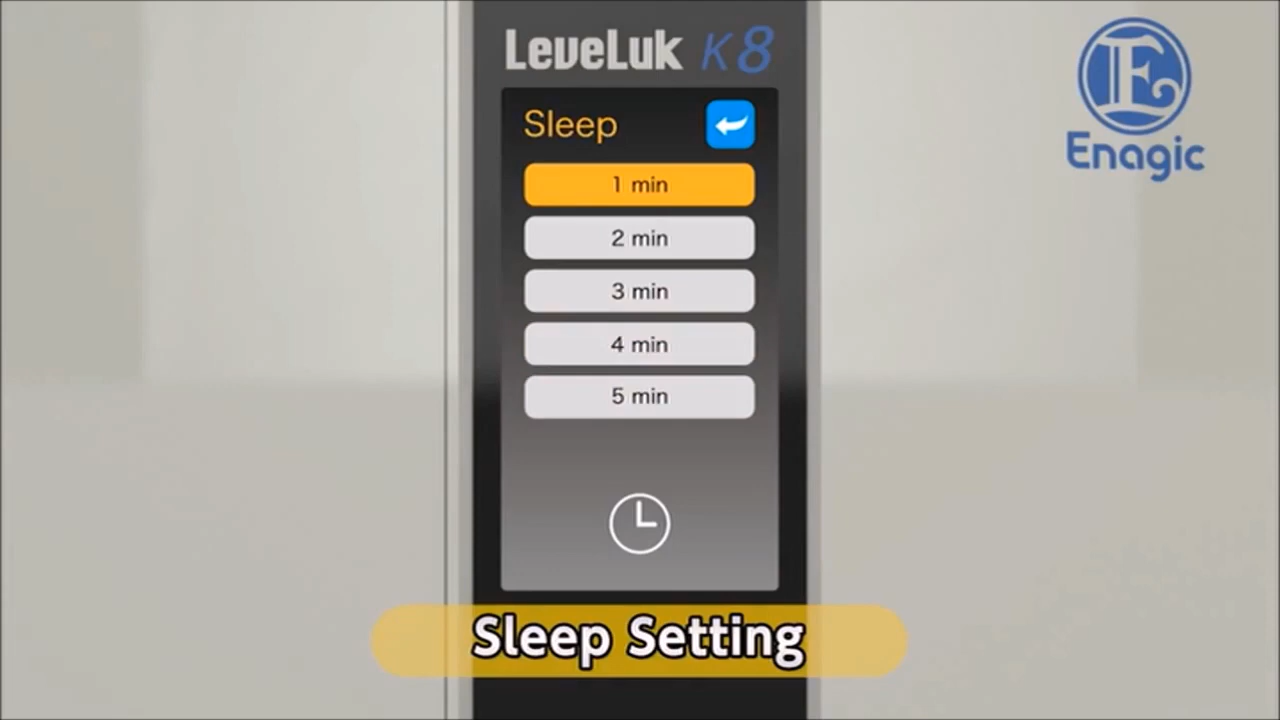 LeveLuk K8
Enagic
Sleep
1 min
2 min
3 min
4 min
5 min
Sleep Setting